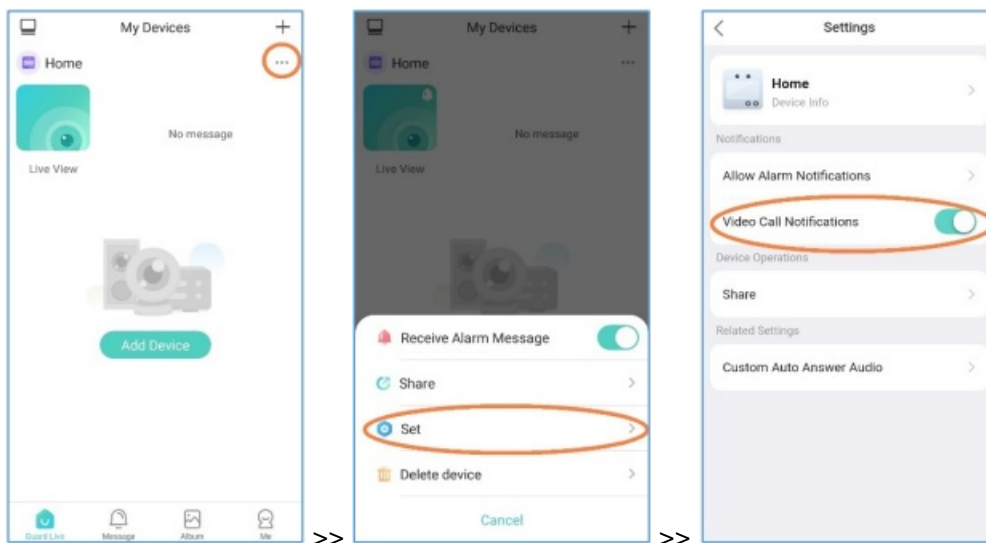 My Devices
+
Home
...
No message
Live View
Add Device
Guard Live
Message
Album
Me
>>
My Devices
+
Home
...
No message
Live View
Receive Alarm Message
Share
Set
Delete device
Cancel
>>
Settings
Home
Device Info
Notifications
Allow Alarm Notifications
Video Call Notifications
Device Operations
Share
Related Settings
Custom Auto Answer Audio